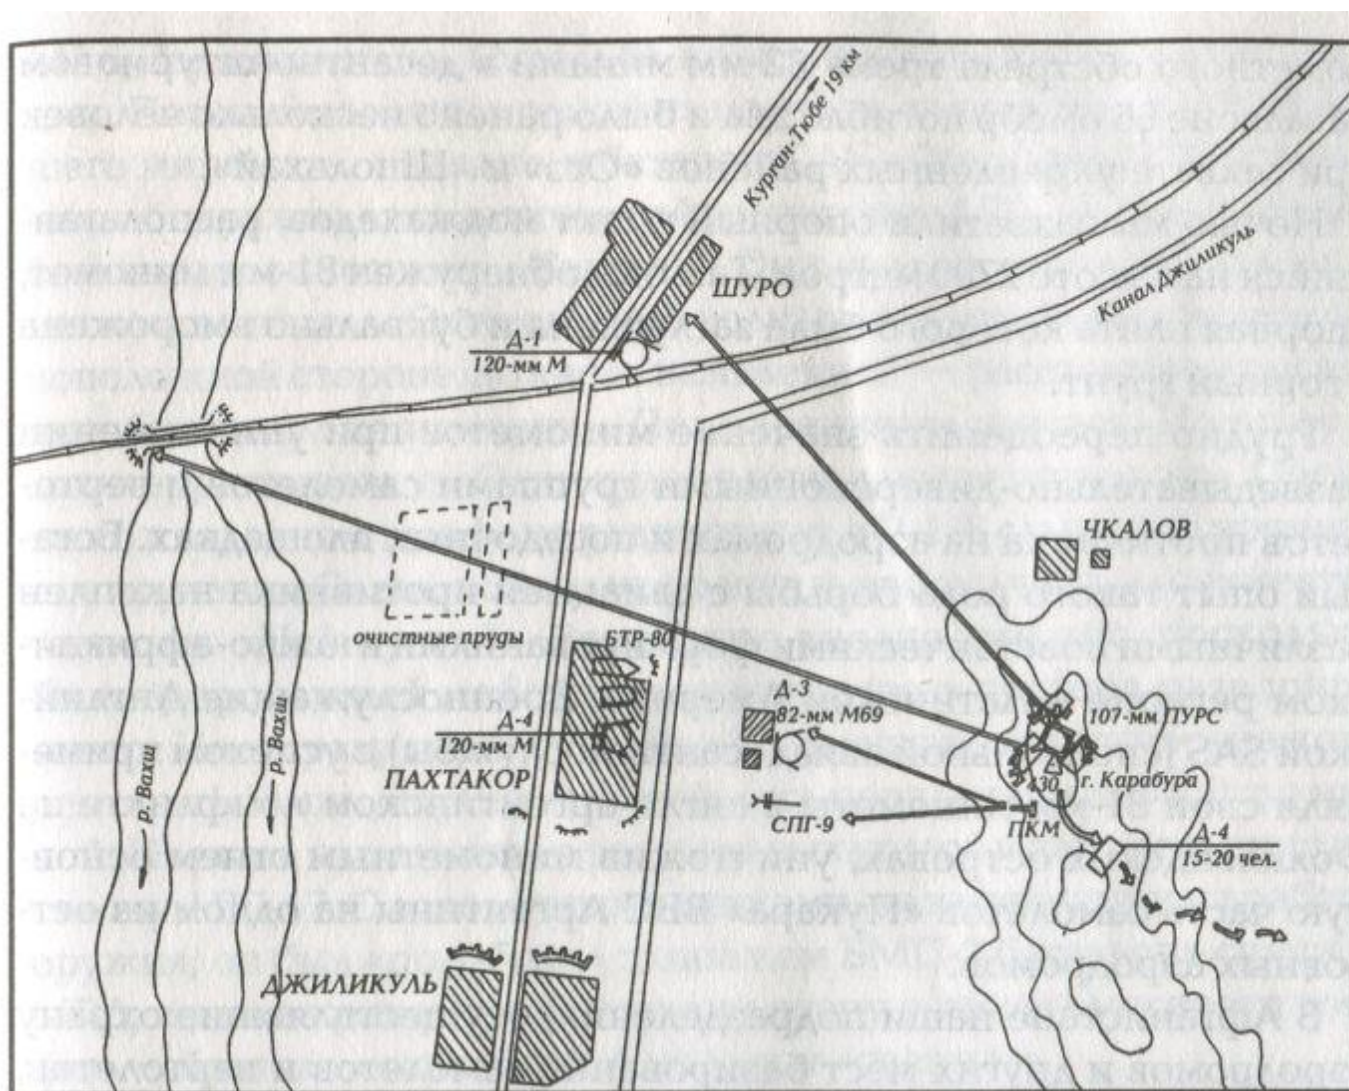 Курган-Тюбе 19 км
ШУРО
Канал Джиликуль
Д-1
120-мм М
ЧКАЛОВ
очистные пруды
БТР-80
Д-3
82-мм М69
107-мм ПУРС
Д-4
120-мм М
ПАХТАКОР
г. Карабура
430
СПГ-9
ПКМ
Д-4
15-20 чел.
р. Вахш
р. Вахш
ДЖИЛИКУЛЬ